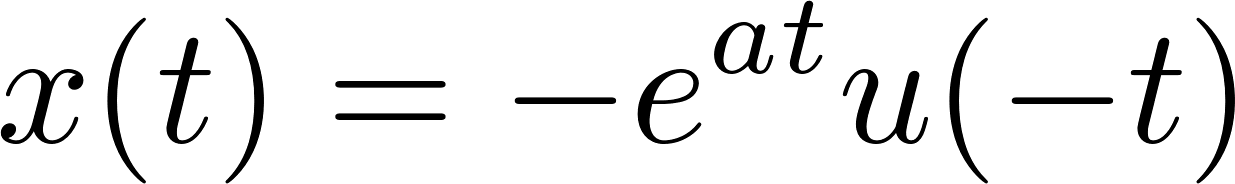 x(t) = −e^{at}u(−t)